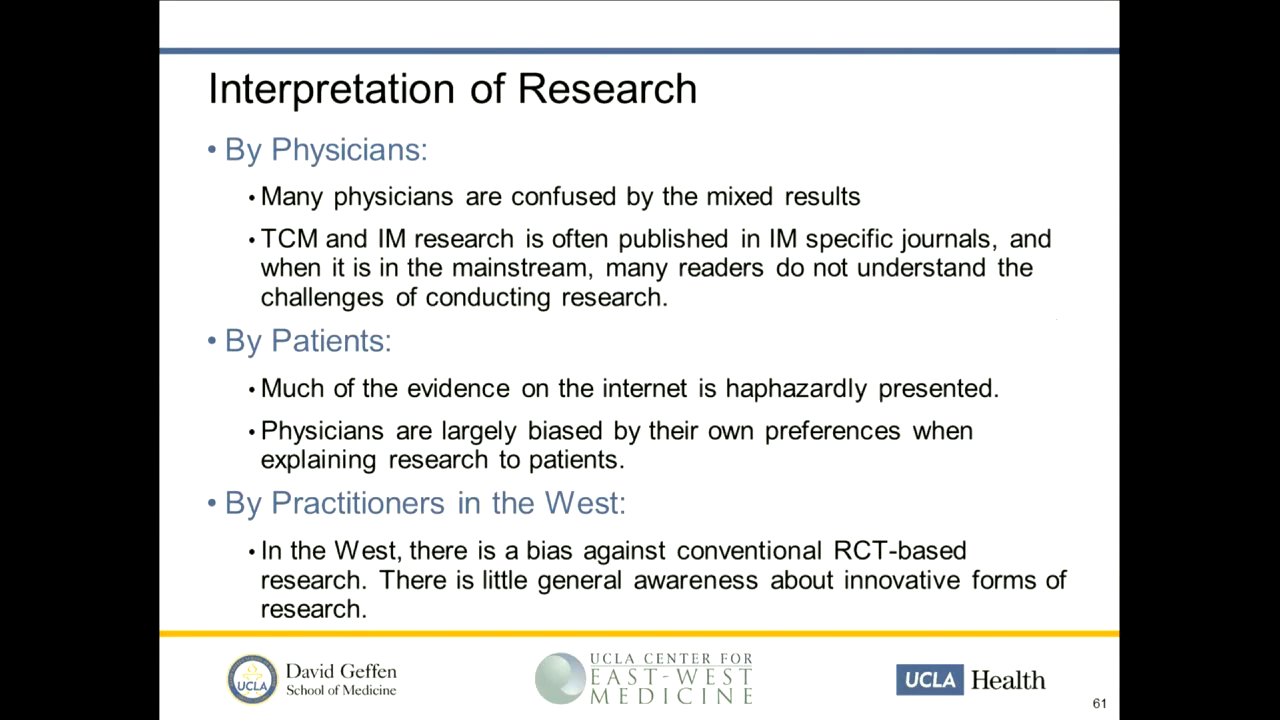 Interpretation of Research
• By Physicians:
• Many physicians are confused by the mixed results
• TCM and IM research is often published in IM specific journals, and
when it is in the mainstream, many readers do not understand the
challenges of conducting research.
• By Patients:
• Much of the evidence on the internet is haphazardly presented.
• Physicians are largely biased by their own preferences when
explaining research to patients.
• By Practitioners in the West:
• In the West, there is a bias against conventional RCT-based
research. There is little general awareness about innovative forms of
research.
UCLA
David Geffen
School of Medicine
UCLA CENTER FOR
EAST-WEST
MEDICINE
UCLA Health
61